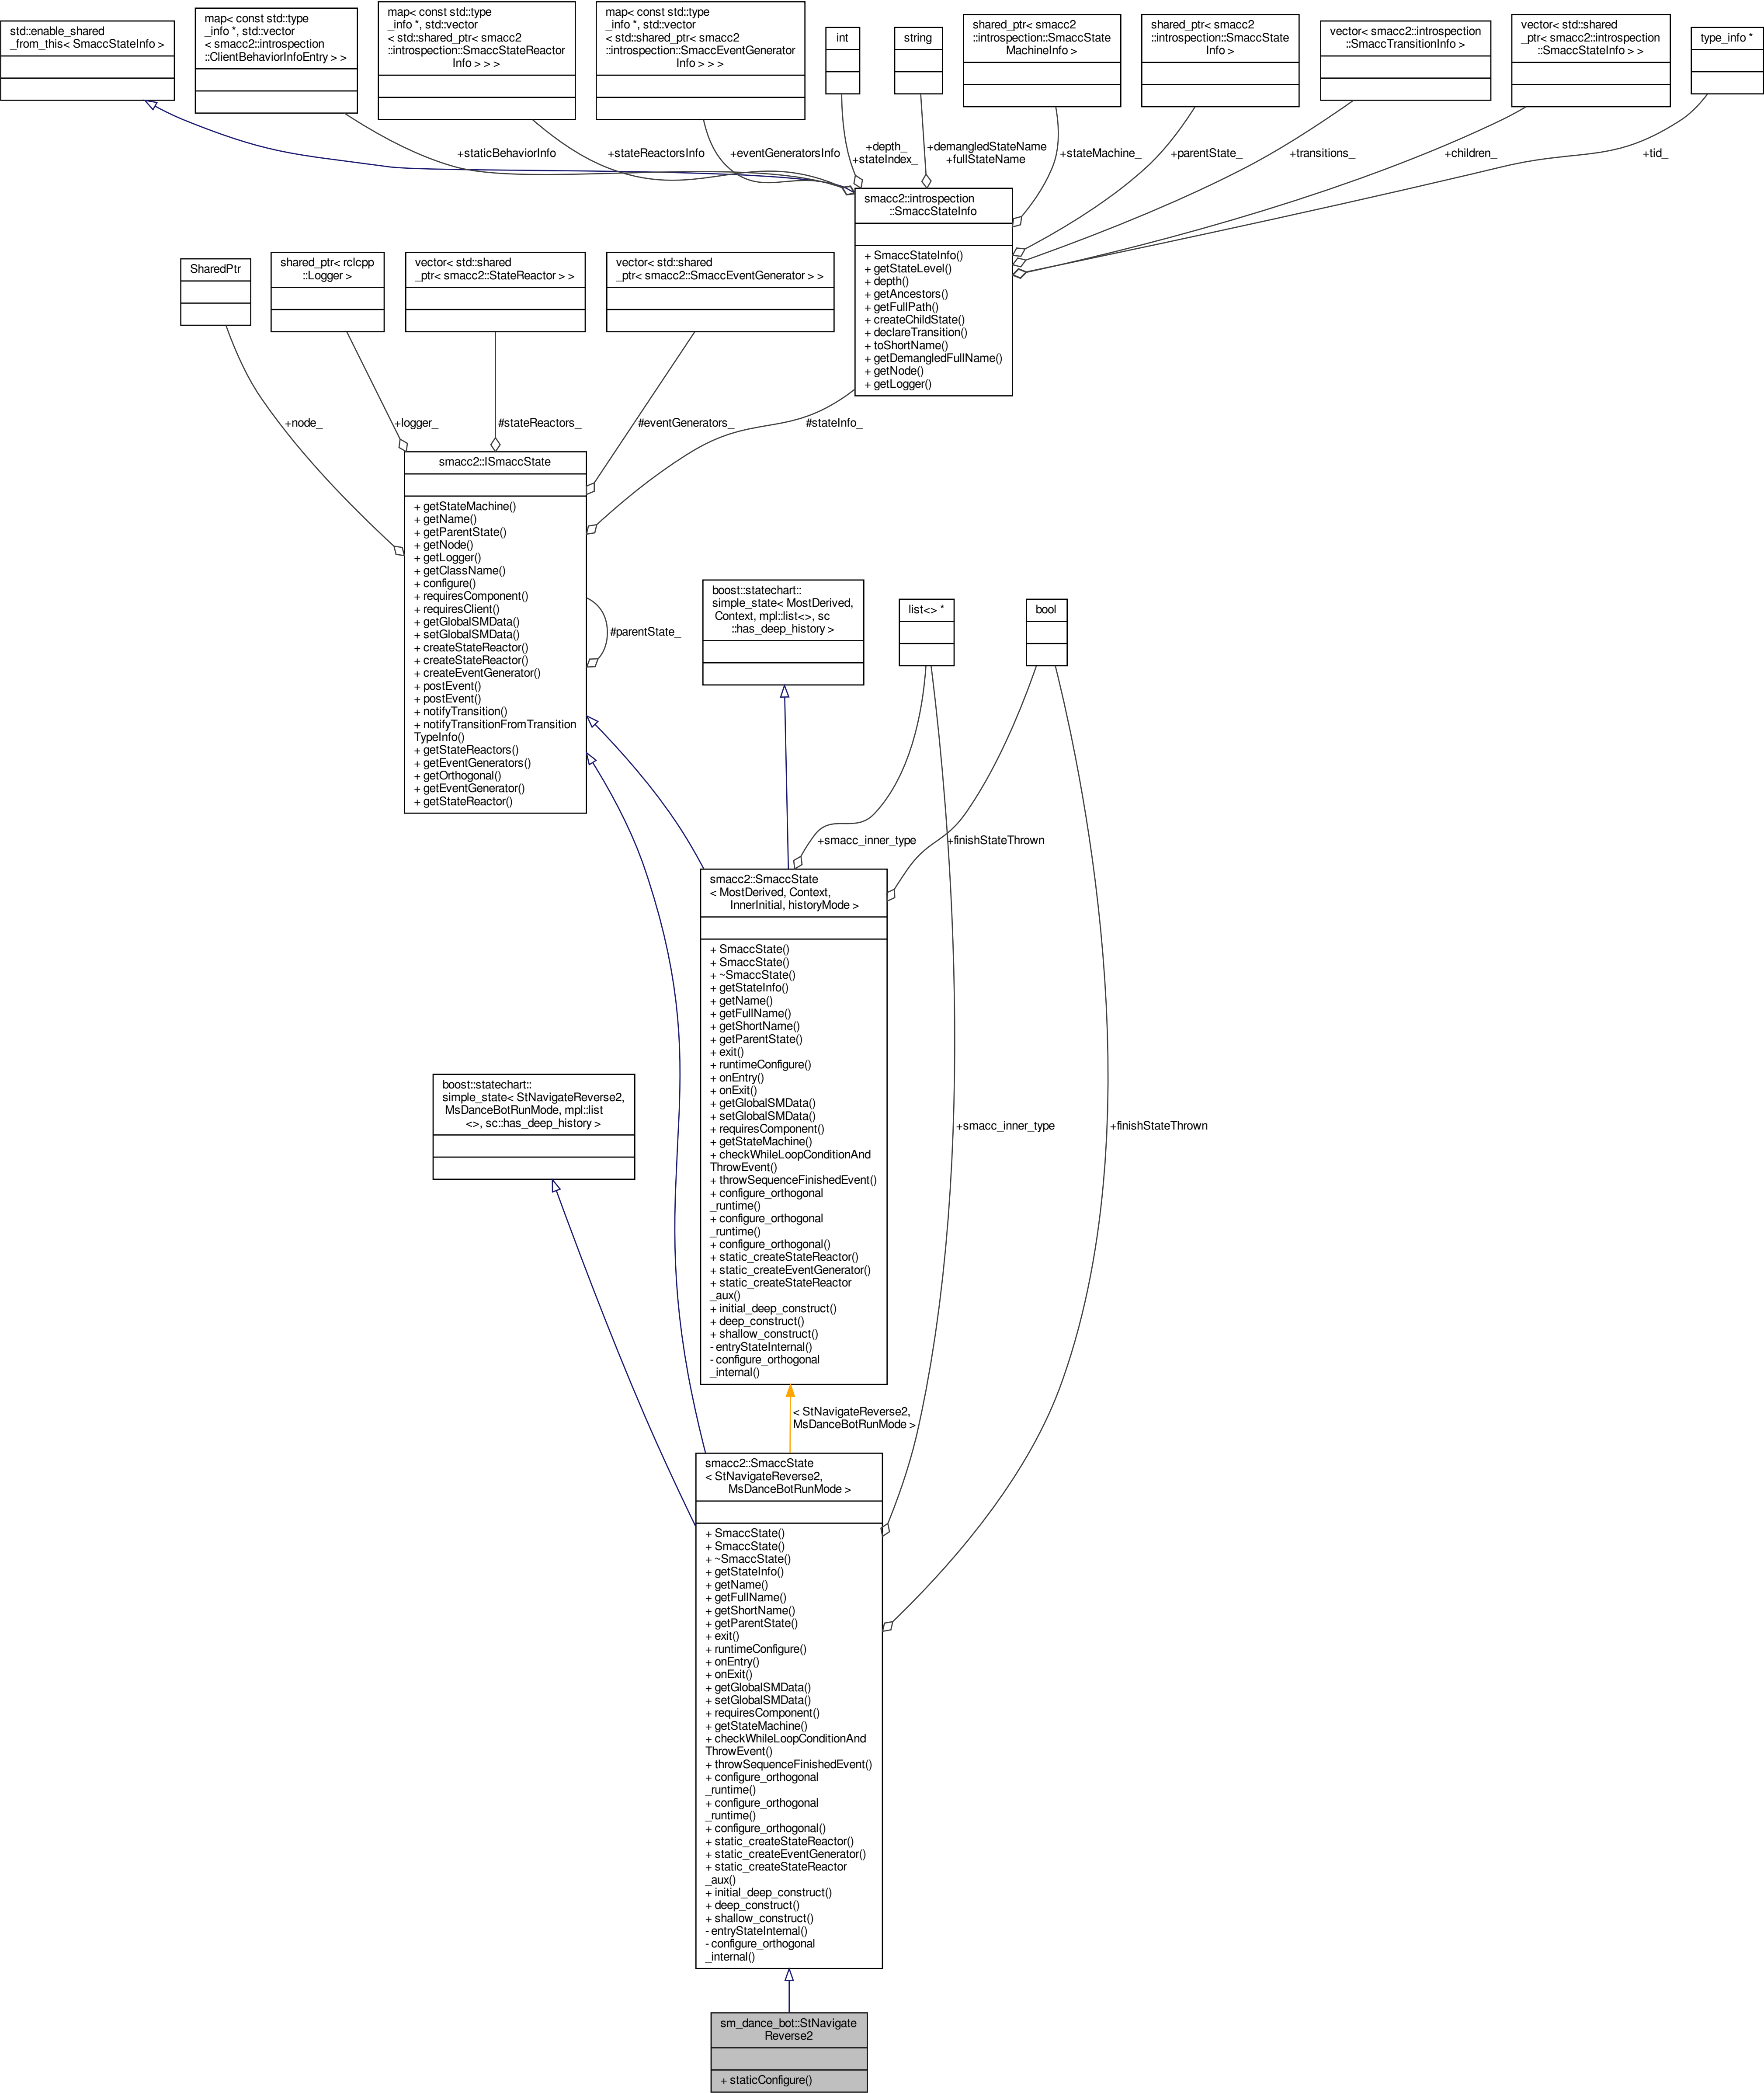 std::enable_shared
_from_this< SmaccStateInfo >
map< const std::type
_info *, std::vector
< smacc2::introspection
::ClientBehaviorInfoEntry > >
map< const std::type
_info *, std::vector
< std::shared_ptr< smacc2
::introspection::SmaccStateReactor
Info > > >
map< const std::type
_info *, std::vector
< std::shared_ptr< smacc2
::introspection::SmaccEventGenerator
Info > > >
int
string
shared_ptr< smacc2
::introspection::SmaccState
MachineInfo >
shared_ptr< smacc2
::introspection::SmaccState
Info >
vector< smacc2::introspection
::SmaccTransitionInfo >
vector< std::shared
_ptr< smacc2::introspection
::SmaccStateInfo > >
type_info *
+staticBehaviorInfo
+stateReactorsInfo
+eventGeneratorsInfo
+depth_
+stateIndex_
+demangledStateName
+fullStateName
+stateMachine_
+parentState_
+transitions_
+children_
+tid_
smacc2::introspection
::SmaccStateInfo
+ SmaccStateInfo()
+ getStateLevel()
+ depth()
+ getAncestors()
+ getFullPath()
+ createChildState()
+ declareTransition()
+ toShortName()
+ getDemangledFullName()
+ getNode()
+ getLogger()
SharedPtr
shared_ptr< rclcpp
::Logger >
vector< std::shared
_ptr< smacc2::StateReactor > >
vector< std::shared
_ptr< smacc2::SmaccEventGenerator > >
+node_
+logger_
#stateReactors_
#eventGenerators_
#stateInfo_
smacc2::ISmaccState
+ getStateMachine()
+ getName()
+ getParentState()
+ getNode()
+ getLogger()
+ getClassName()
+ configure()
+ requiresComponent()
+ requiresClient()
+ getGlobalSMData()
+ setGlobalSMData()
+ createStateReactor()
+ createStateReactor()
+ createEventGenerator()
+ postEvent()
+ postEvent()
+ notifyTransition()
+ notifyTransitionFromTransition
TypeInfo()
+ getStateReactors()
+ getEventGenerators()
+ getOrthogonal()
+ getEventGenerator()
+ getStateReactor()
#parentState_
boost::statechart::
simple_state< MostDerived,
Context, mpl::list<>, sc
::has_deep_history >
list<> *
bool
+smacc_inner_type
+finishStateThrown
smacc2::SmaccState
< MostDerived, Context,
InnerInitial, historyMode >
+ SmaccState()
+ SmaccState()
+ ~SmaccState()
+ getStateInfo()
+ getName()
+ getFullName()
+ getShortName()
+ getParentState()
+ exit()
+ runtimeConfigure()
+ onEntry()
+ onExit()
+ getGlobalSMData()
+ setGlobalSMData()
+ requiresComponent()
+ getStateMachine()
+ checkWhileLoopConditionAnd
ThrowEvent()
+ throwSequenceFinishedEvent()
+ configure_orthogonal
_runtime()
+ configure_orthogonal
_runtime()
+ configure_orthogonal()
+ static_createStateReactor()
+ static_createEventGenerator()
+ static_createStateReactor
_aux()
+ initial_deep_construct()
+ deep_construct()
+ shallow_construct()
- entryStateInternal()
- configure_orthogonal
_internal()
boost::statechart::
simple_state< StNavigateReverse2,
MsDanceBotRunMode, mpl::list
<>, sc::has_deep_history >
+smacc_inner_type
+finishStateThrown
< StNavigateReverse2,
MsDanceBotRunMode >
smacc2::SmaccState
< StNavigateReverse2,
MsDanceBotRunMode >
+ SmaccState()
+ SmaccState()
+ ~SmaccState()
+ getStateInfo()
+ getName()
+ getFullName()
+ getShortName()
+ getParentState()
+ exit()
+ runtimeConfigure()
+ onEntry()
+ onExit()
+ getGlobalSMData()
+ setGlobalSMData()
+ requiresComponent()
+ getStateMachine()
+ checkWhileLoopConditionAnd
ThrowEvent()
+ throwSequenceFinishedEvent()
+ configure_orthogonal
_runtime()
+ configure_orthogonal
_runtime()
+ configure_orthogonal()
+ static_createStateReactor()
+ static_createEventGenerator()
+ static_createStateReactor
_aux()
+ initial_deep_construct()
+ deep_construct()
+ shallow_construct()
- entryStateInternal()
- configure_orthogonal
_internal()
sm_dance_bot::StNavigate
Reverse2
+ staticConfigure()